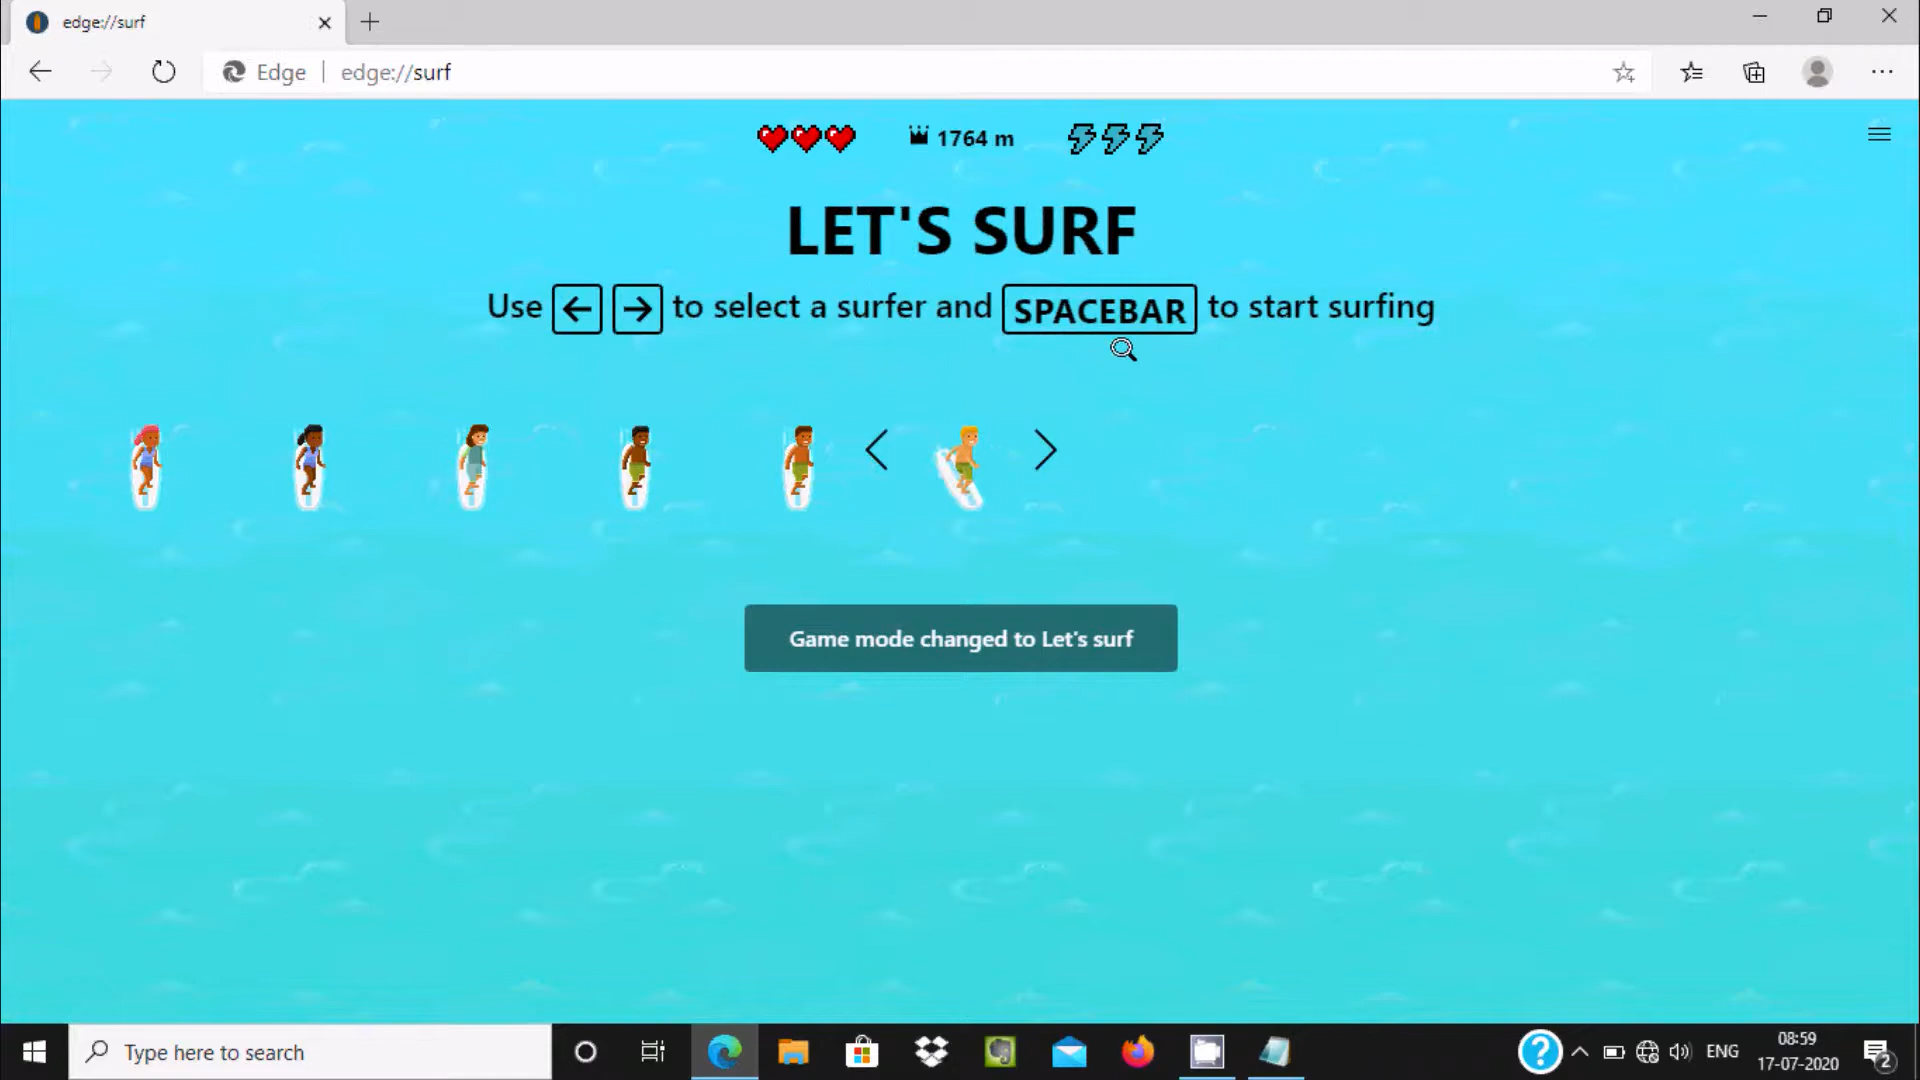 edge://surf
Edge | edge://surf
1764 m
LET'S SURF
Use ← → to select a surfer and SPACEBAR to start surfing
Game mode changed to Let's surf
Type here to search
ENG
08:59
17-07-2020
2